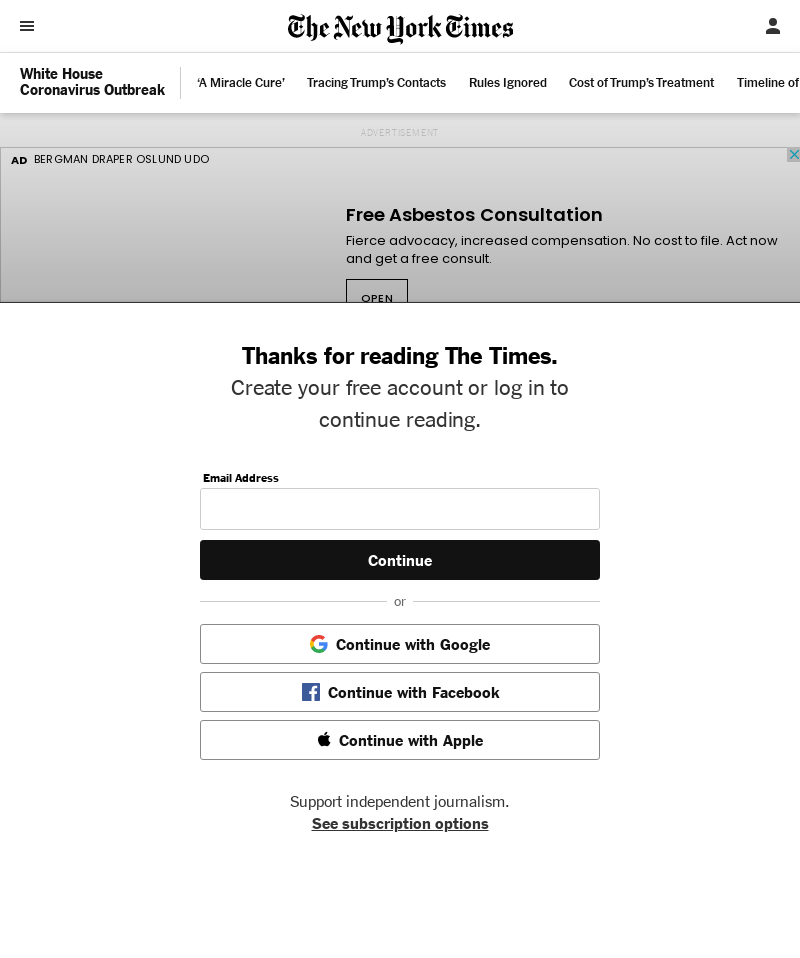 The New York Times
White House
Coronavirus Outbreak
‘A Miracle Cure’
Tracing Trump’s Contacts
Rules Ignored
Cost of Trump’s Treatment
Timeline of
ADVERTISEMENT
AD BERGMAN DRAPER OSLUND UDO
Free Asbestos Consultation
Fierce advocacy, increased compensation. No cost to file. Act now
and get a free consult.
OPEN
Thanks for reading The Times.
Create your free account or log in to
continue reading.
Email Address
Continue
or
Continue with Google
Continue with Facebook
Continue with Apple
Support independent journalism.
See subscription options